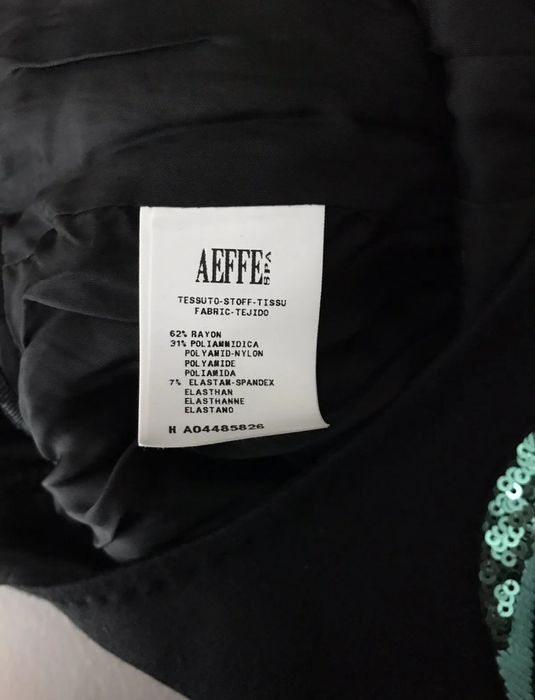 AEFFE SPA
TESSUTO-STOFF-TISSU
FABRIC-TEJIDO
62% RAYON
31% POLIAMMIDICA
POLYAMID-NYLON
POLYAMIDE
POLIAMIDA
7% ELASTAM-SPANDEX
ELASTHAN
ELASTHANNE
ELASTANO
H A04485826